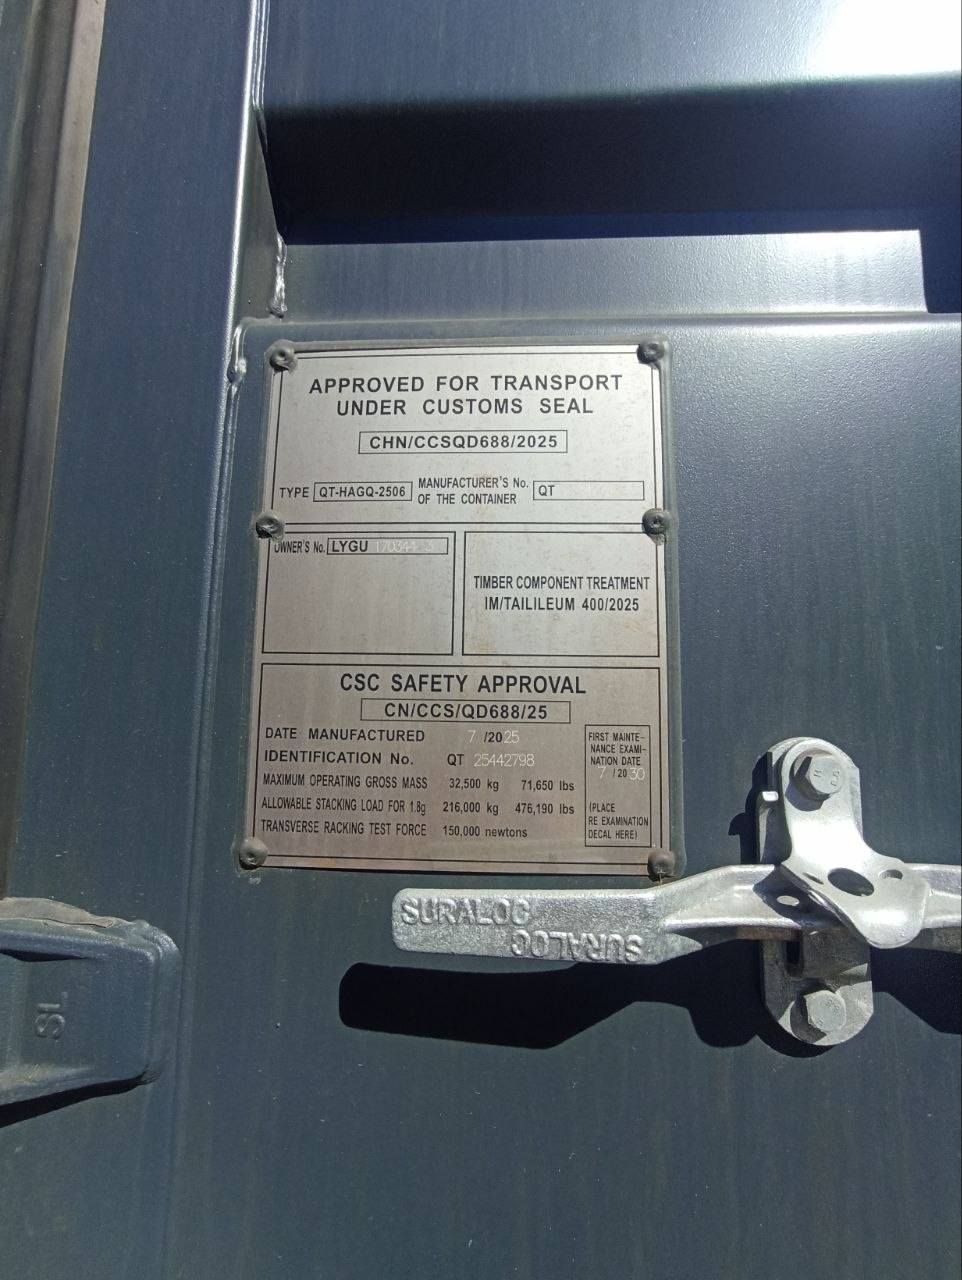 APPROVED FOR TRANSPORT
UNDER CUSTOMS SEAL
CHN/CCSQD688/2025
TYPE QT-HAGQ-2506 MANUFACTURER'S No. OF THE CONTAINER QT
OWNER'S No. LYGU
TIMBER COMPONENT TREATMENT
IM/TAILILEUM 400/2025
CSC SAFETY APPROVAL
CN/CCS/QD688/25
DATE MANUFACTURED 7 /2025
IDENTIFICATION No. QT 25442798
MAXIMUM OPERATING GROSS MASS 32,500 kg 71,650 lbs
ALLOWABLE STACKING LOAD FOR 1.8g 216,000 kg 476,190 lbs
TRANSVERSE RACKING TEST FORCE 150,000 newtons
FIRST MAINTE-
NANCE EXAMI-
NATION DATE
7 /2030
(PLACE
RE EXAMINATION
DECAL HERE)
SURALOC
SURALOC
SL